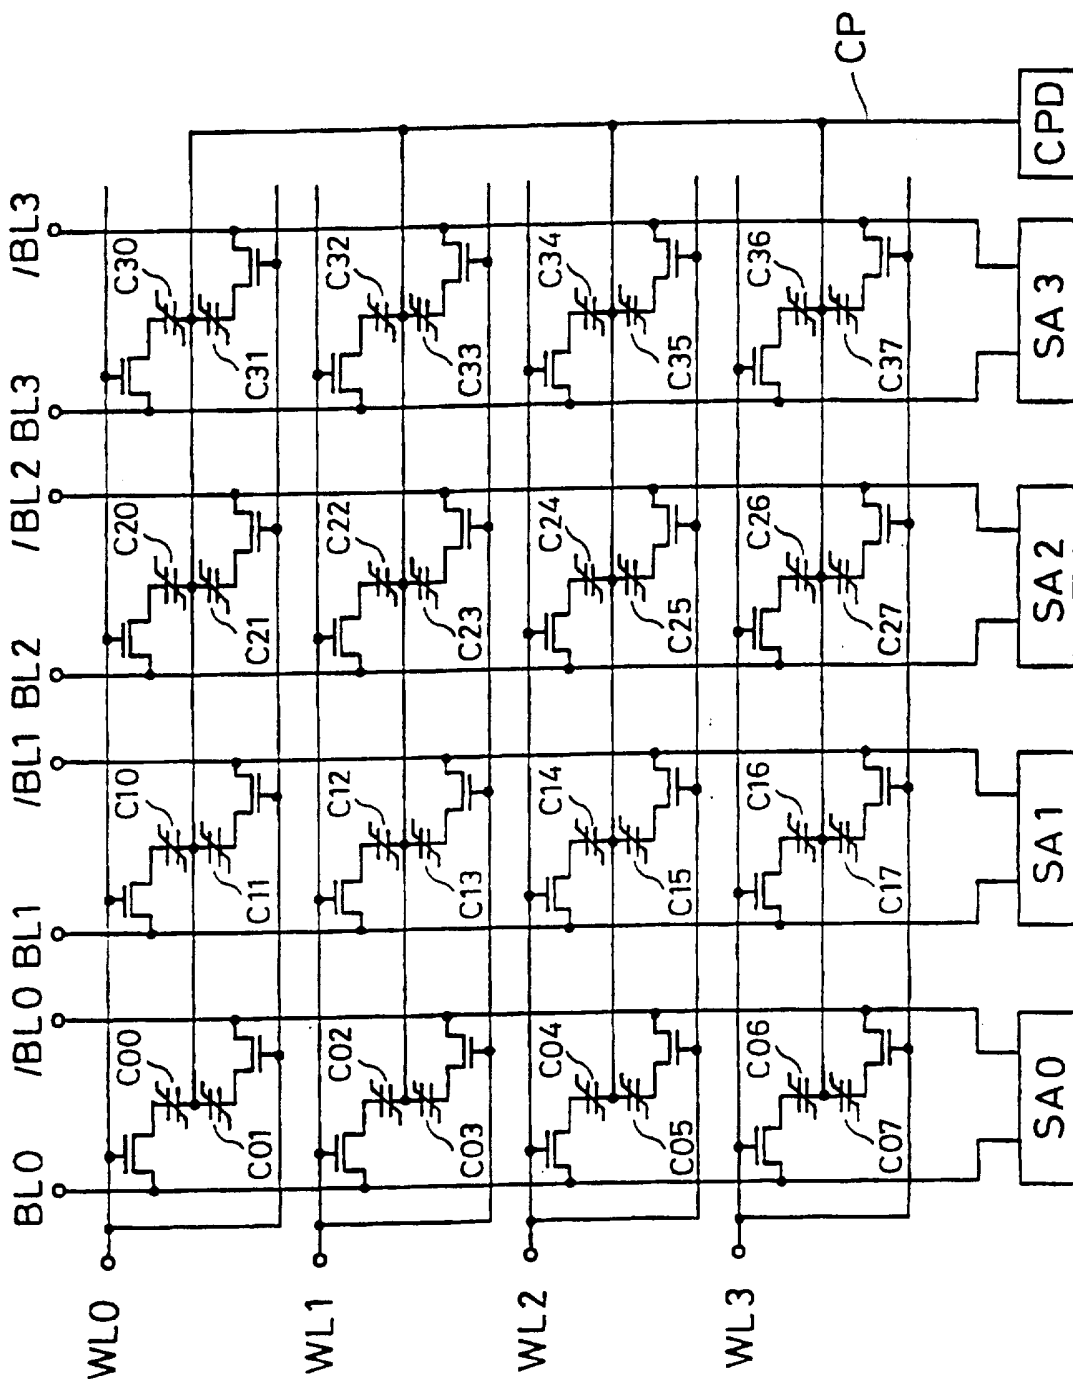 BL0 /BL0 BL1 /BL1 BL2 /BL2 BL3 /BL3
WL0
C00 C10 C20 C30
C01 C11 C21 C31
WL1
C02 C12 C22 C32
C03 C13 C23 C33
WL2
C04 C14 C24 C34
C05 C15 C25 C35
WL3
C06 C16 C26 C36
C07 C17 C27 C37
CP
SA0 SA1 SA2 SA3 CPD